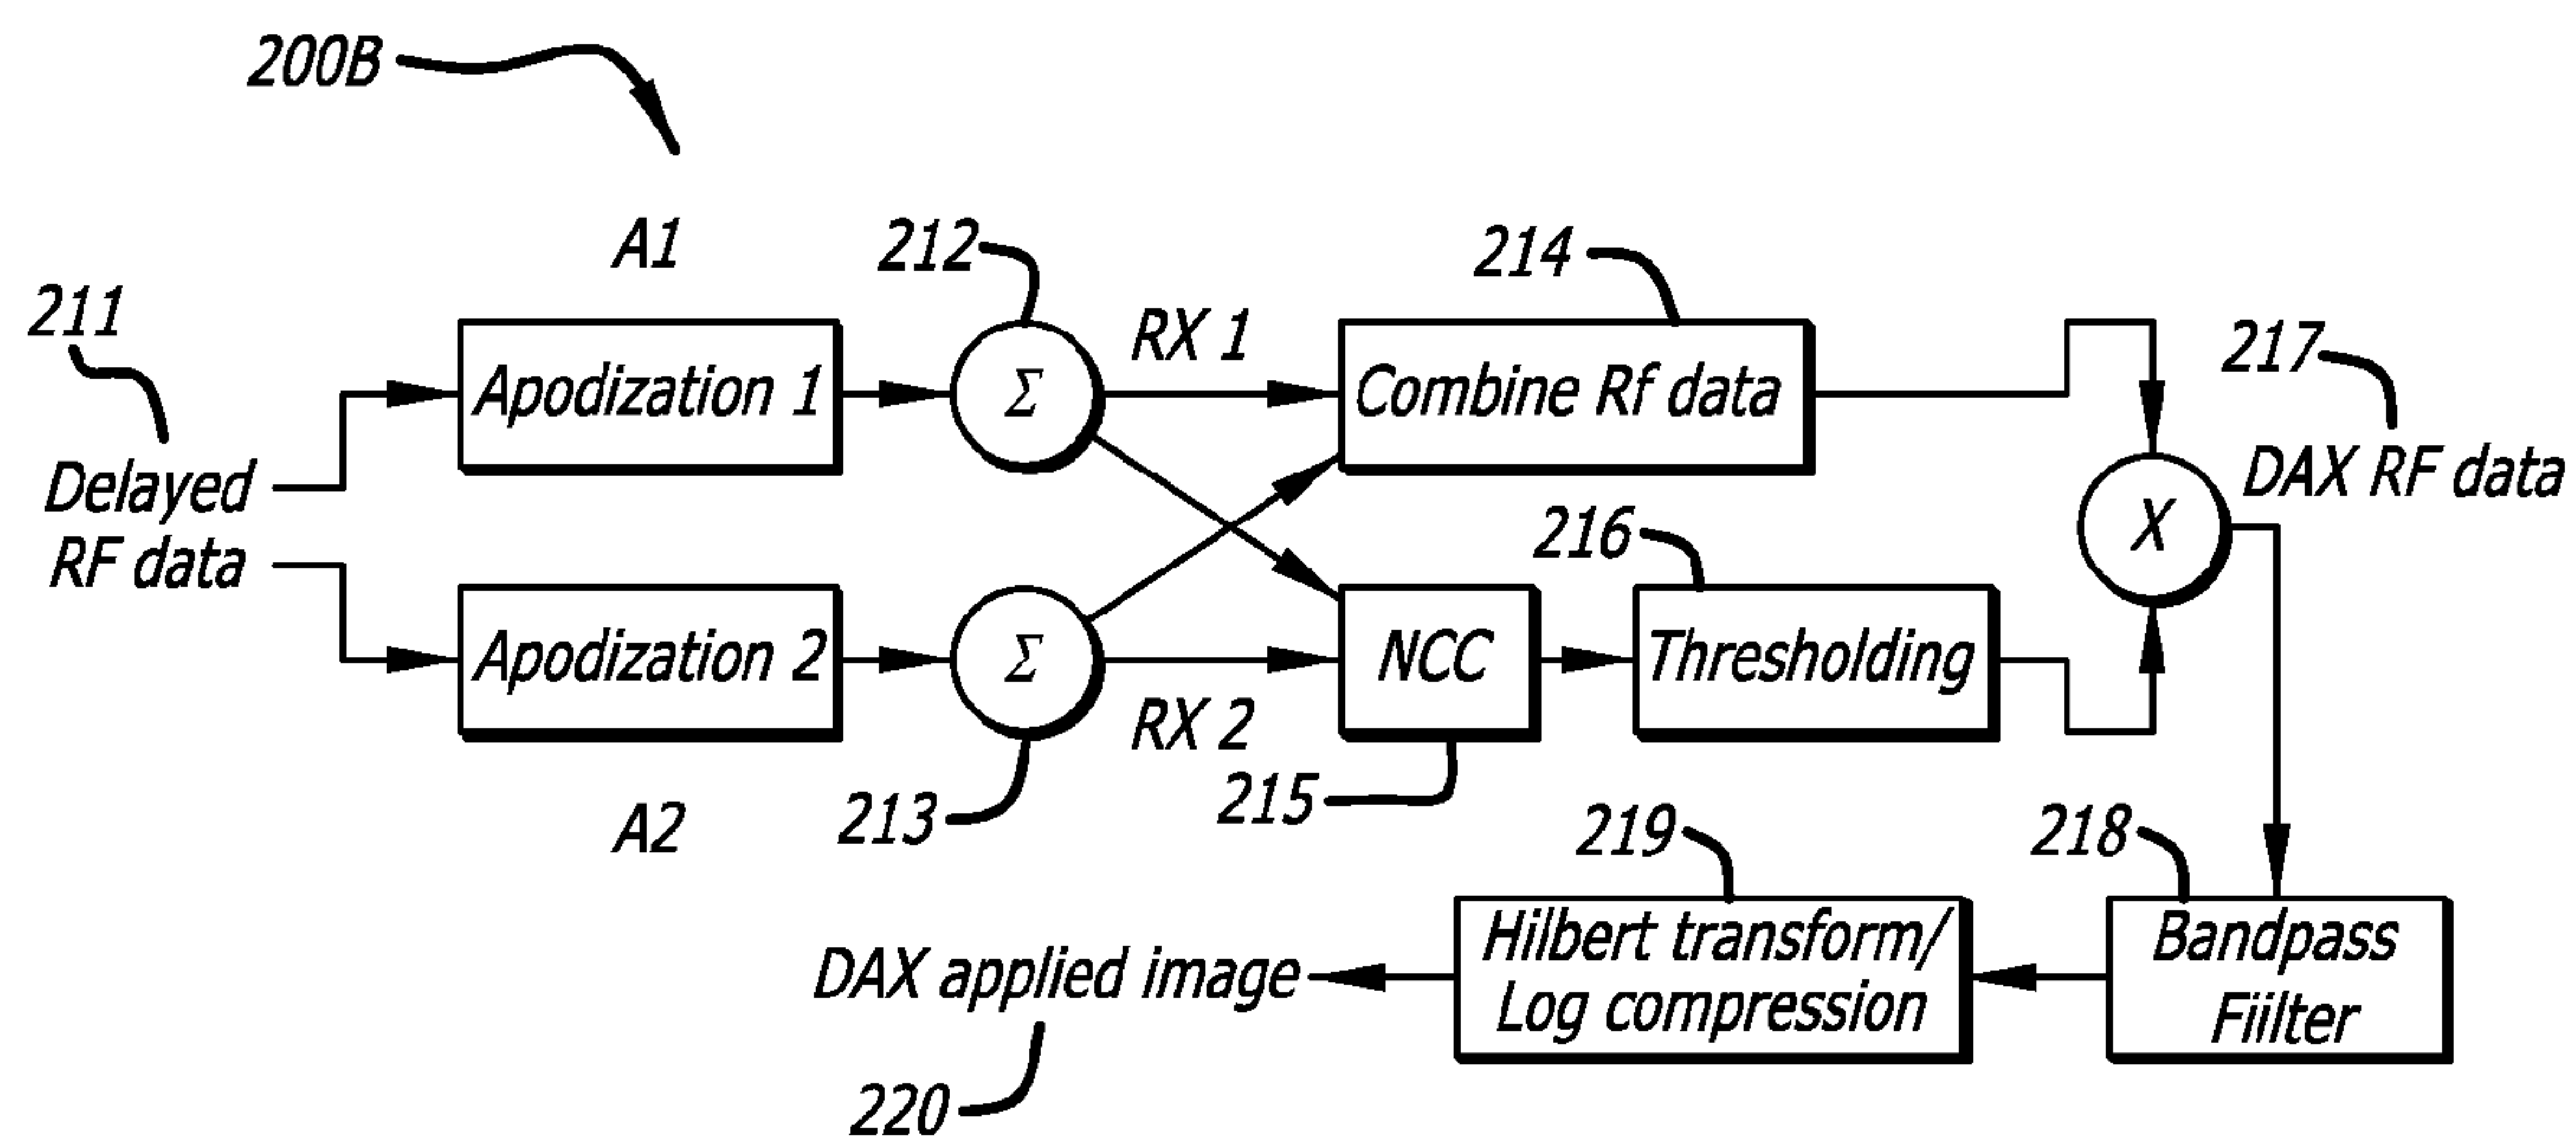 200B
A1
212
214
211
RX 1
217
Apodization 1
Σ
Combine Rf data
Delayed
RF data
DAX RF data
X
216
Apodization 2
Σ
NCC
Thresholding
RX 2
A2
213
215
219
218
DAX applied image
Hilbert transform/
Log compression
Bandpass
Fiilter
220